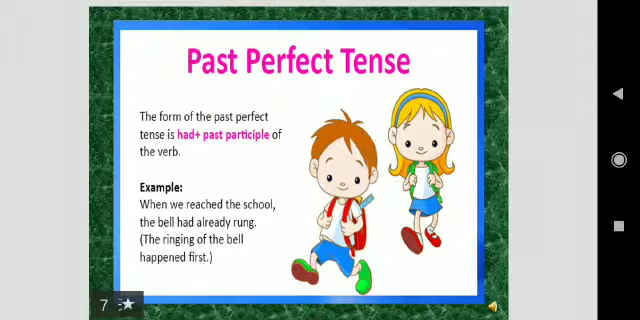 Past Perfect Tense
The form of the past perfect
tense is had+ past participle of
the verb.
Example:
When we reached the school,
the bell had already rung.
(The ringing of the bell
happened first.)
7